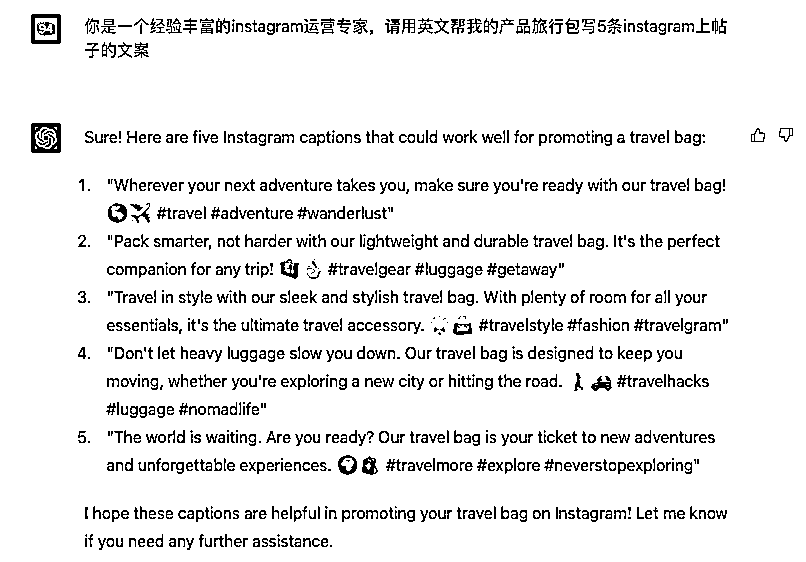 你是一个经验丰富的instagram运营专家，请用英文帮我的产品旅行包写5条instagram上帖
子的文案
Sure! Here are five Instagram captions that could work well for promoting a travel bag:
1. "Wherever your next adventure takes you, make sure you're ready with our travel bag!
🌍✈️ #travel #adventure #wanderlust"
2. "Pack smarter, not harder with our lightweight and durable travel bag. It's the perfect
companion for any trip! #travelgear #luggage #getaway"
3. "Travel in style with our sleek and stylish travel bag. With plenty of room for all your
essentials, it's the ultimate travel accessory. #travelstyle #fashion #travelgram"
4. "Don't let heavy luggage slow you down. Our travel bag is designed to keep you
moving, whether you're exploring a new city or hitting the road. #travelhacks
#luggage #nomadlife"
5. "The world is waiting. Are you ready? Our travel bag is your ticket to new adventures
and unforgettable experiences. #travelmore #explore #neverstopexploring"
I hope these captions are helpful in promoting your travel bag on Instagram! Let me know
if you need any further assistance.